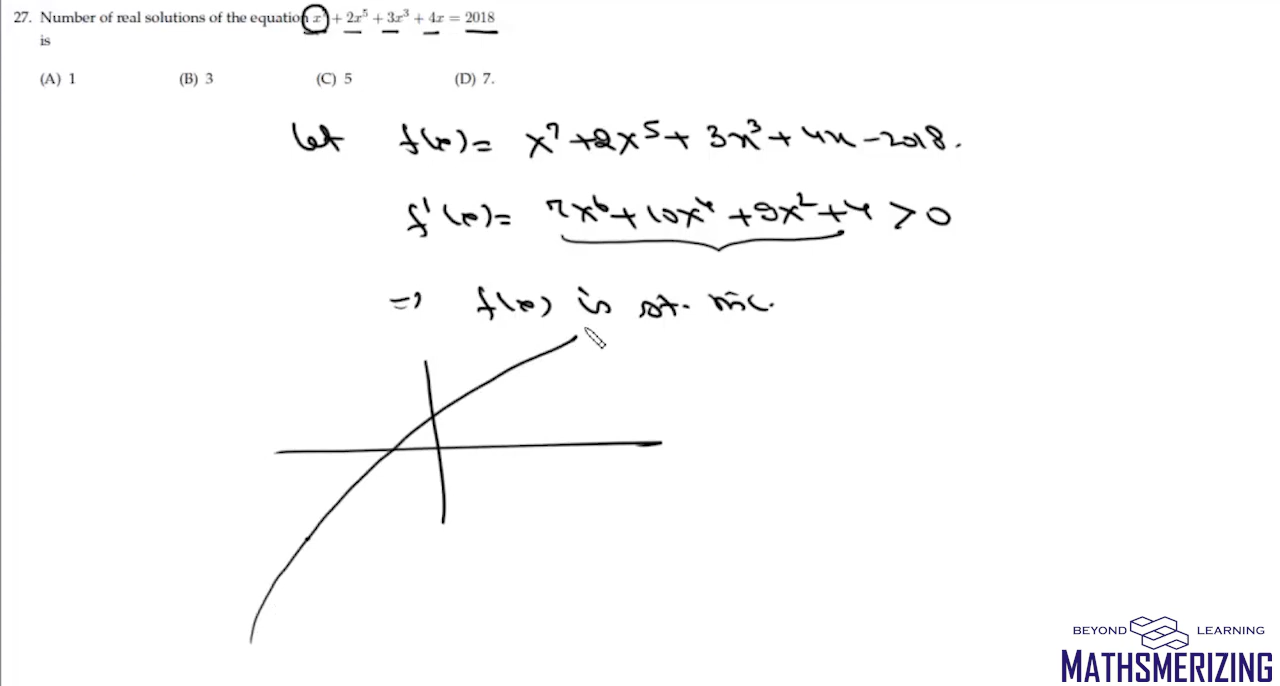 27. Number of real solutions of the equation x⁷ + 2x⁵ + 3x³ + 4x = 2018
is
(A) 1 (B) 3 (C) 5 (D) 7.
let f(x) = x⁷ + 2x⁵ + 3x³ + 4x - 2018.
f'(x) = 7x⁶ + 10x⁴ + 9x² + 4 > 0
⇒ f(x) is st. inc.
BEYOND LEARNING
MATHSMERIZING